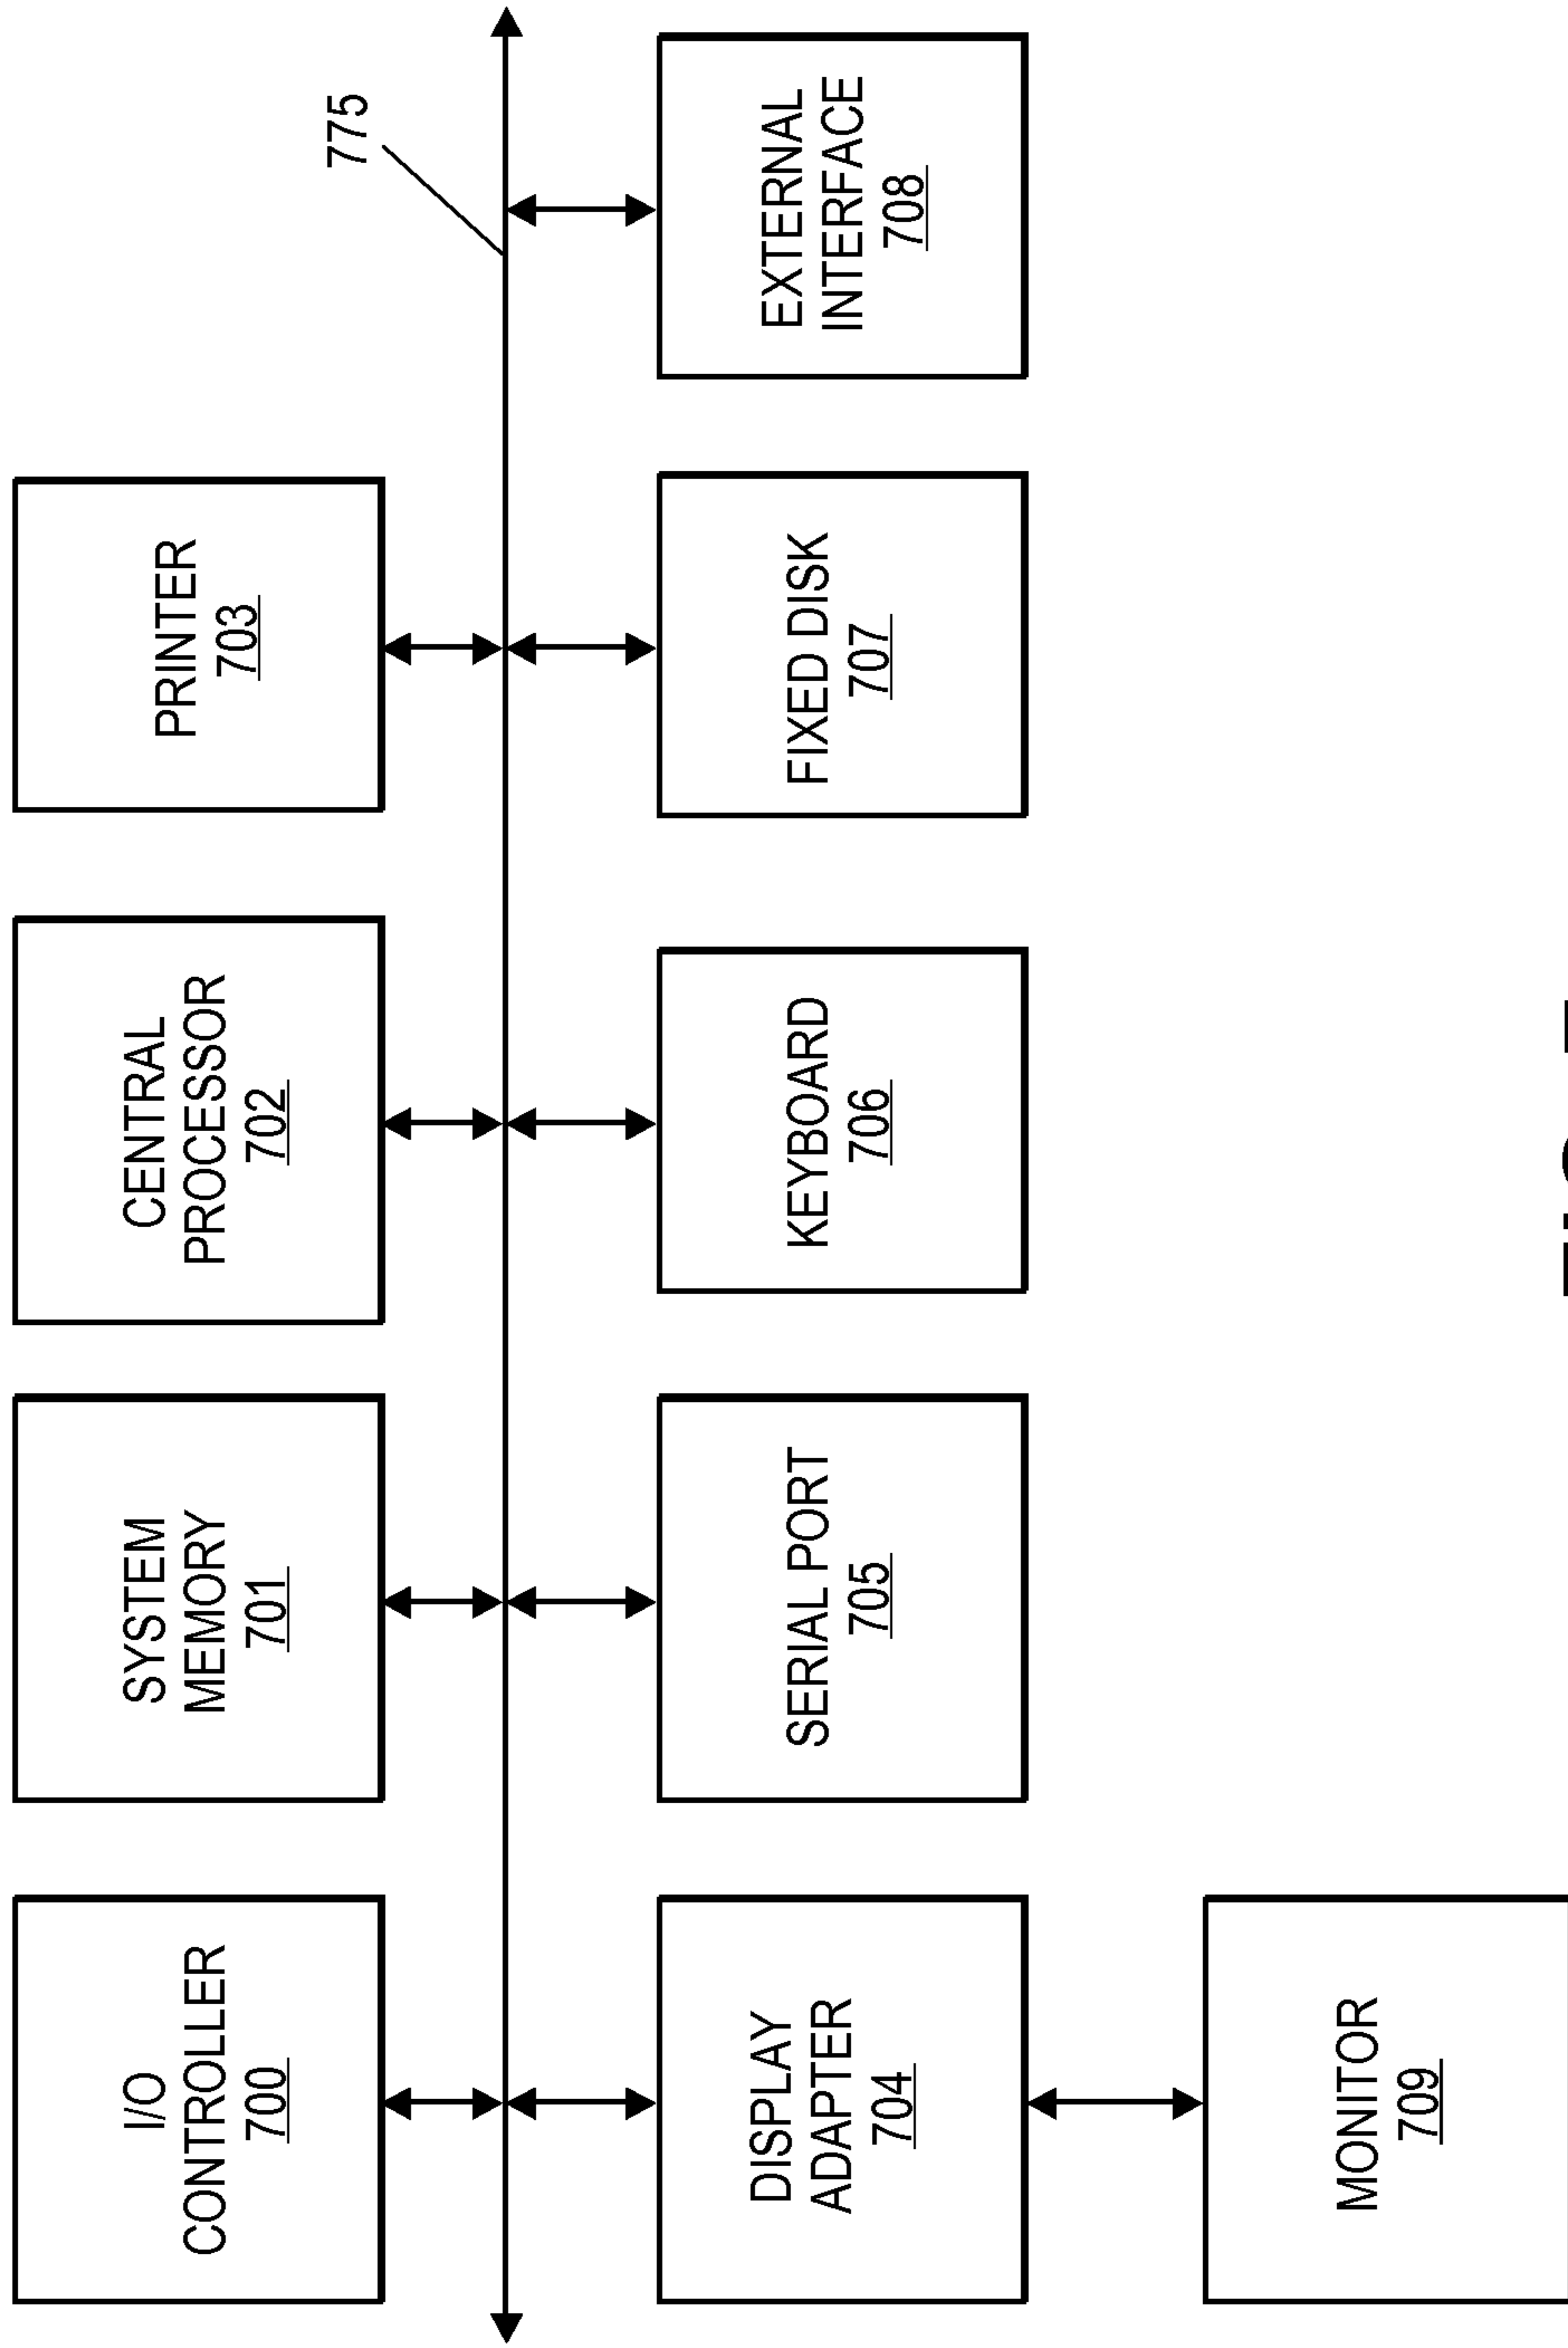 775
I/O
CONTROLLER
700
SYSTEM
MEMORY
701
CENTRAL
PROCESSOR
702
PRINTER
703
DISPLAY
ADAPTER
704
SERIAL PORT
705
KEYBOARD
706
FIXED DISK
707
EXTERNAL
INTERFACE
708
MONITOR
709